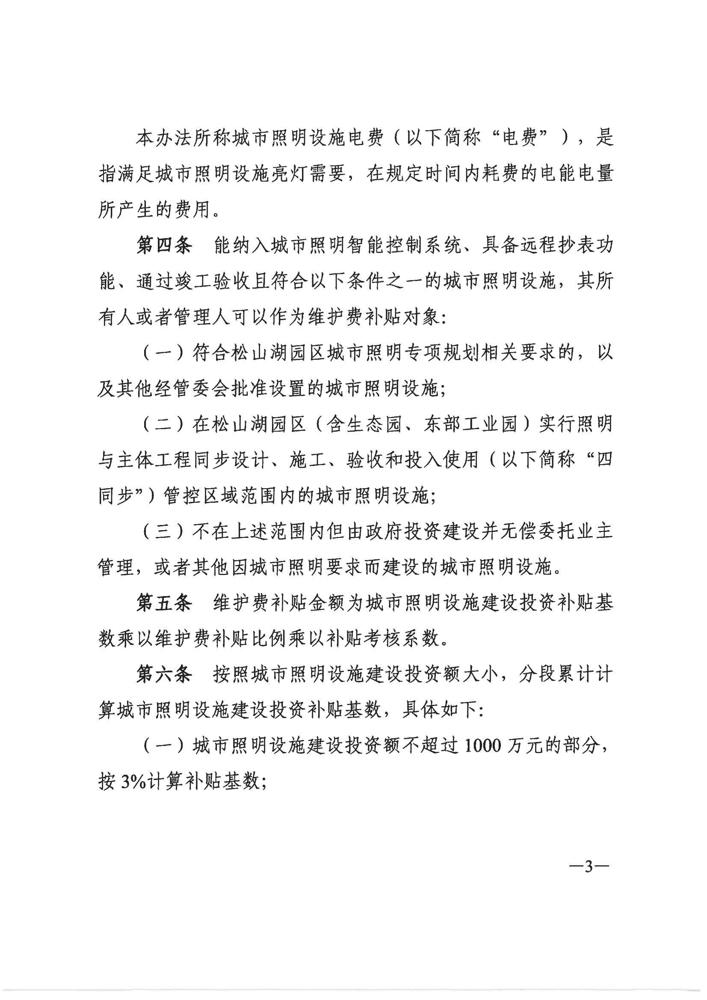 本办法所称城市照明设施电费（以下简称“电费”），是
指满足城市照明设施亮灯需要，在规定时间内耗费的电能电量
所产生的费用。
第四条 能纳入城市照明智能控制系统、具备远程抄表功
能、通过竣工验收且符合以下条件之一的城市照明设施，其所
有人或者管理人可以作为维护费补贴对象：
（一）符合松山湖园区城市照明专项规划相关要求的，以
及其他经管委会批准设置的城市照明设施；
（二）在松山湖园区（含生态园、东部工业园）实行照明
与主体工程同步设计、施工、验收和投入使用（以下简称“四
同步”）管控区域范围内的城市照明设施；
（三）不在上述范围内但由政府投资建设并无偿委托业主
管理，或者其他因城市照明要求而建设的城市照明设施。
第五条 维护费补贴金额为城市照明设施建设投资补贴基
数乘以维护费补贴比例乘以补贴考核系数。
第六条 按照城市照明设施建设投资额大小，分段累计计
算城市照明设施建设投资补贴基数，具体如下：
（一）城市照明设施建设投资额不超过 1000 万元的部分，
按 3%计算补贴基数；
—3—